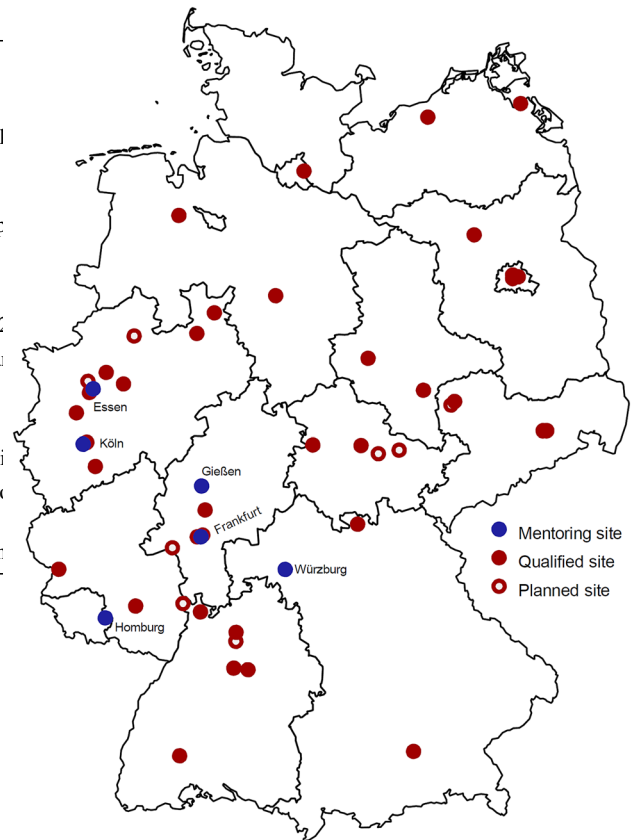 Essen
Köln
Gießen
Frankfurt
Würzburg
Homburg
Mentoring site
Qualified site
Planned site